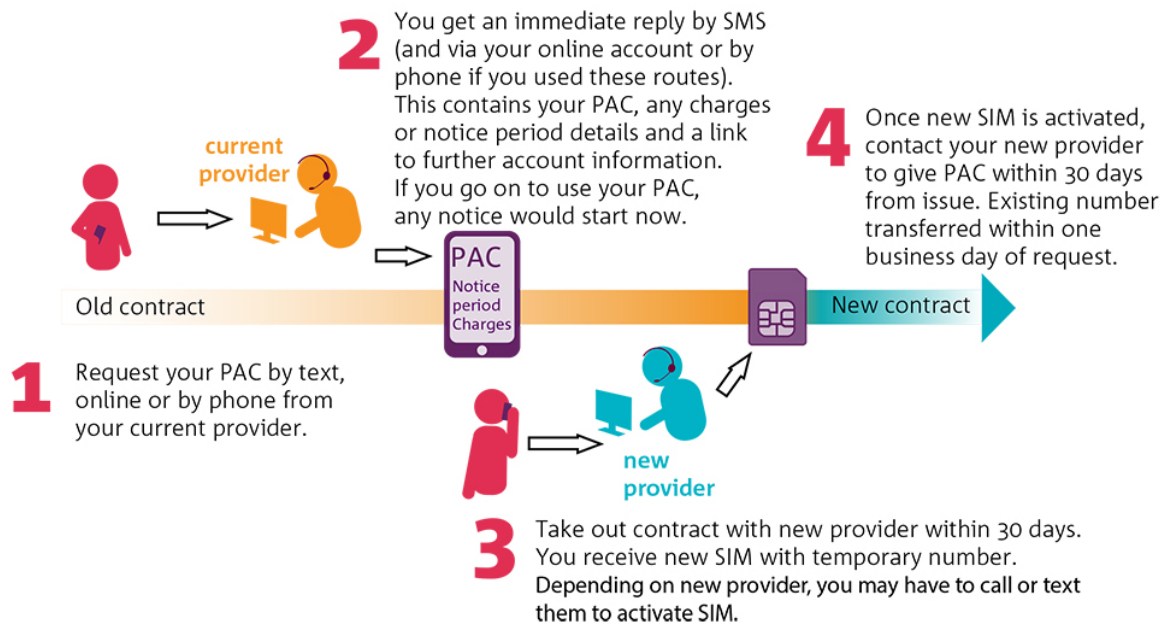 1
Request your PAC by text,
online or by phone from
your current provider.
current
provider
2
You get an immediate reply by SMS
(and via your online account or by
phone if you used these routes).
This contains your PAC, any charges
or notice period details and a link
to further account information.
If you go on to use your PAC,
any notice would start now.
PAC
Notice
period
Charges
Old contract
New contract
new
provider
3
Take out contract with new provider within 30 days.
You receive new SIM with temporary number.
Depending on new provider, you may have to call or text
them to activate SIM.
4
Once new SIM is activated,
contact your new provider
to give PAC within 30 days
from issue. Existing number
transferred within one
business day of request.